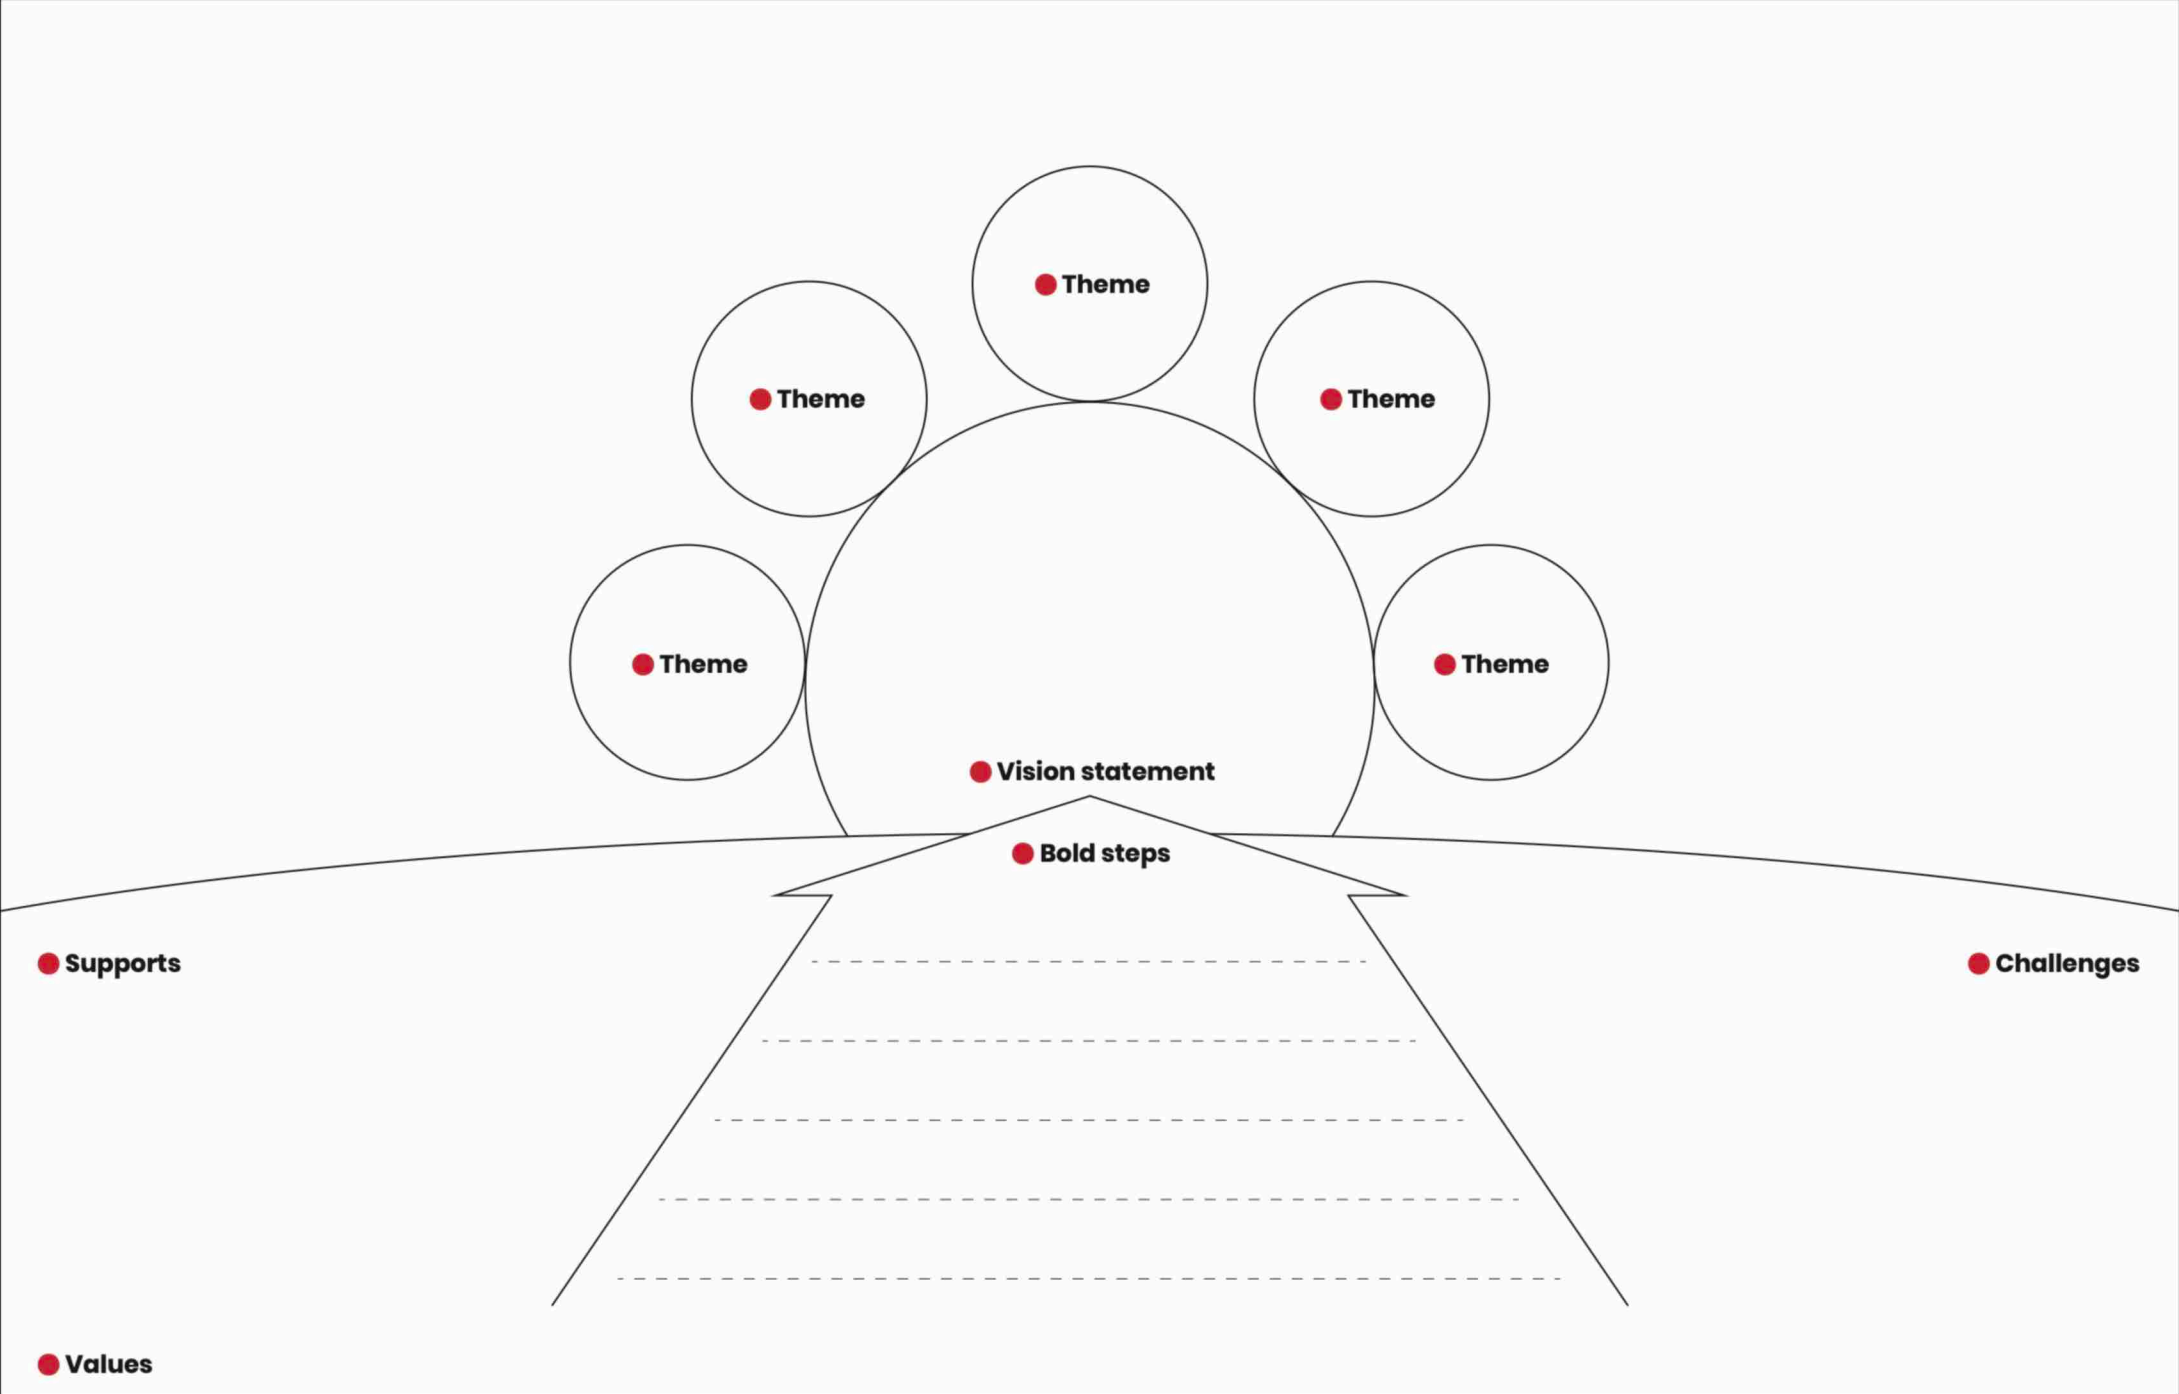 Theme
Theme
Theme
Theme
Theme
Vision statement
Bold steps
Supports
Challenges
Values